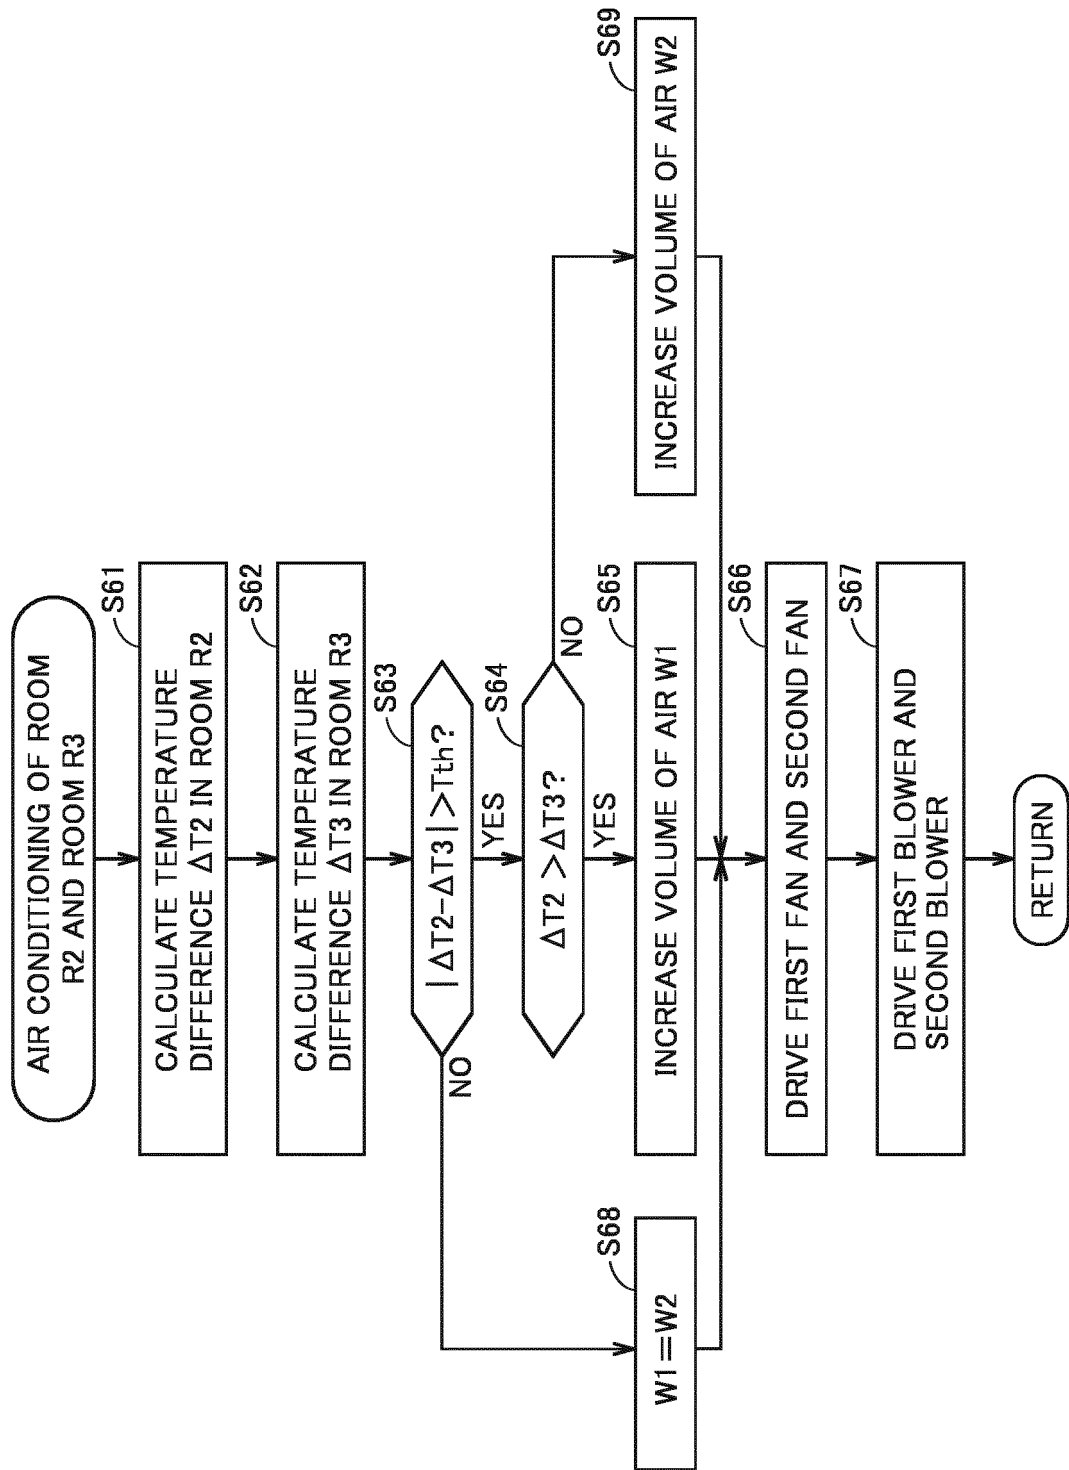 AIR CONDITIONING OF ROOM
R2 AND ROOM R3
S61
CALCULATE TEMPERATURE
DIFFERENCE ΔT2 IN ROOM R2
S62
CALCULATE TEMPERATURE
DIFFERENCE ΔT3 IN ROOM R3
S63
|ΔT2-ΔT3|>Tth?
NO
YES
S64
ΔT2 >ΔT3?
NO
YES
S68
W1=W2
S65
INCREASE VOLUME OF AIR W1
S69
INCREASE VOLUME OF AIR W2
S66
DRIVE FIRST FAN AND SECOND FAN
S67
DRIVE FIRST BLOWER AND
SECOND BLOWER
RETURN